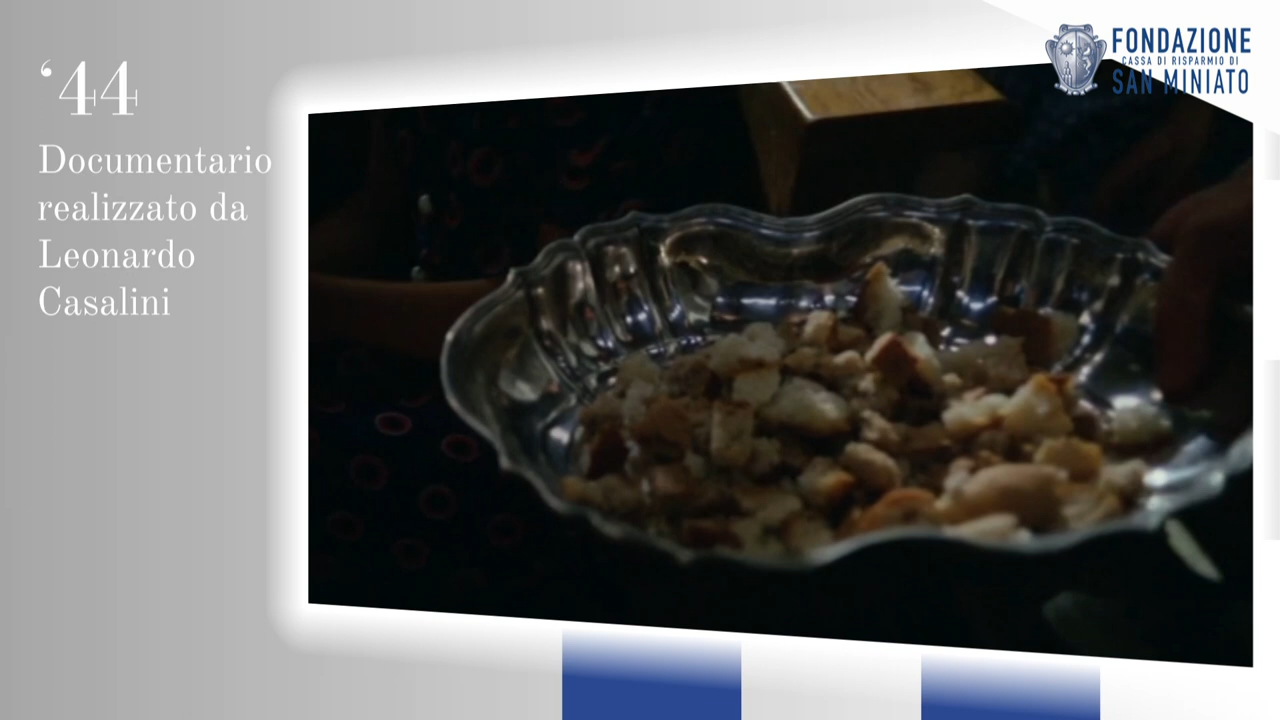 ‘44
Documentario
realizzato da
Leonardo
Casalini
FONDAZIONE
CASSA DI RISPARMIO DI
SAN MINIATO